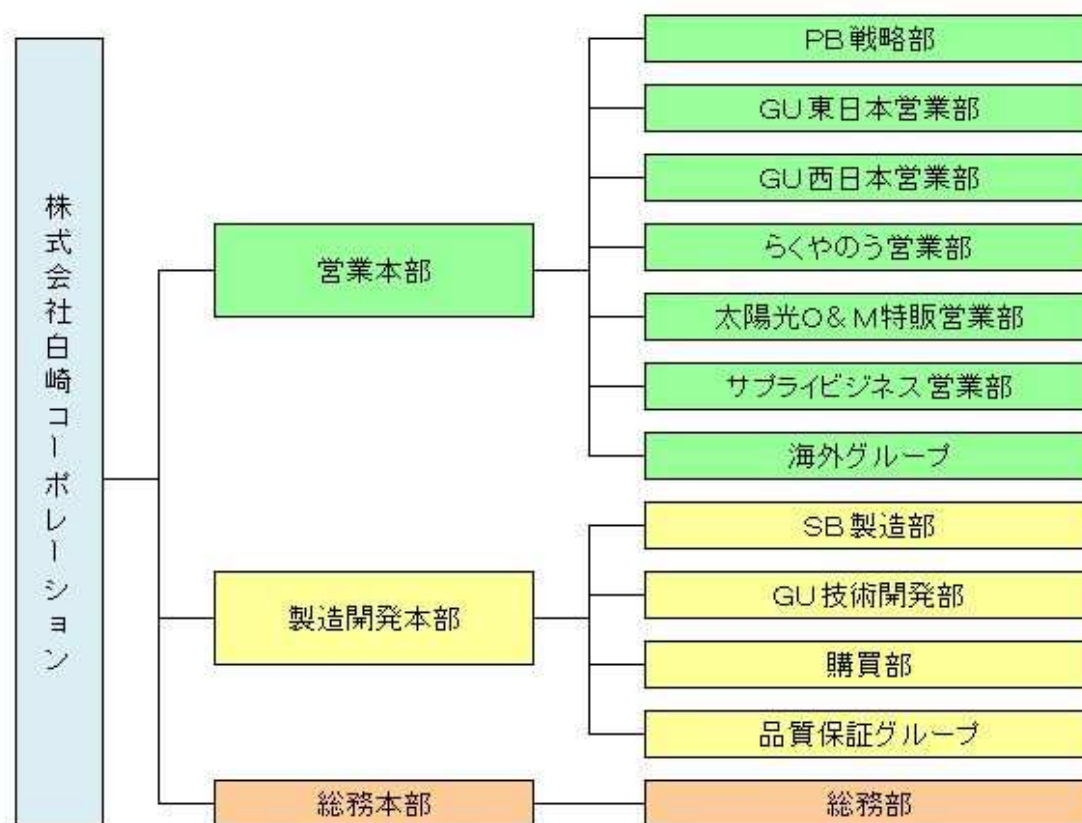 株式会社白崎コーポレーション
営業本部
PB戦略部
GU東日本営業部
GU西日本営業部
らくやのう営業部
太陽光O&M特販営業部
サプライビジネス営業部
海外グループ
製造開発本部
SB製造部
GU技術開発部
購買部
品質保証グループ
総務本部
総務部